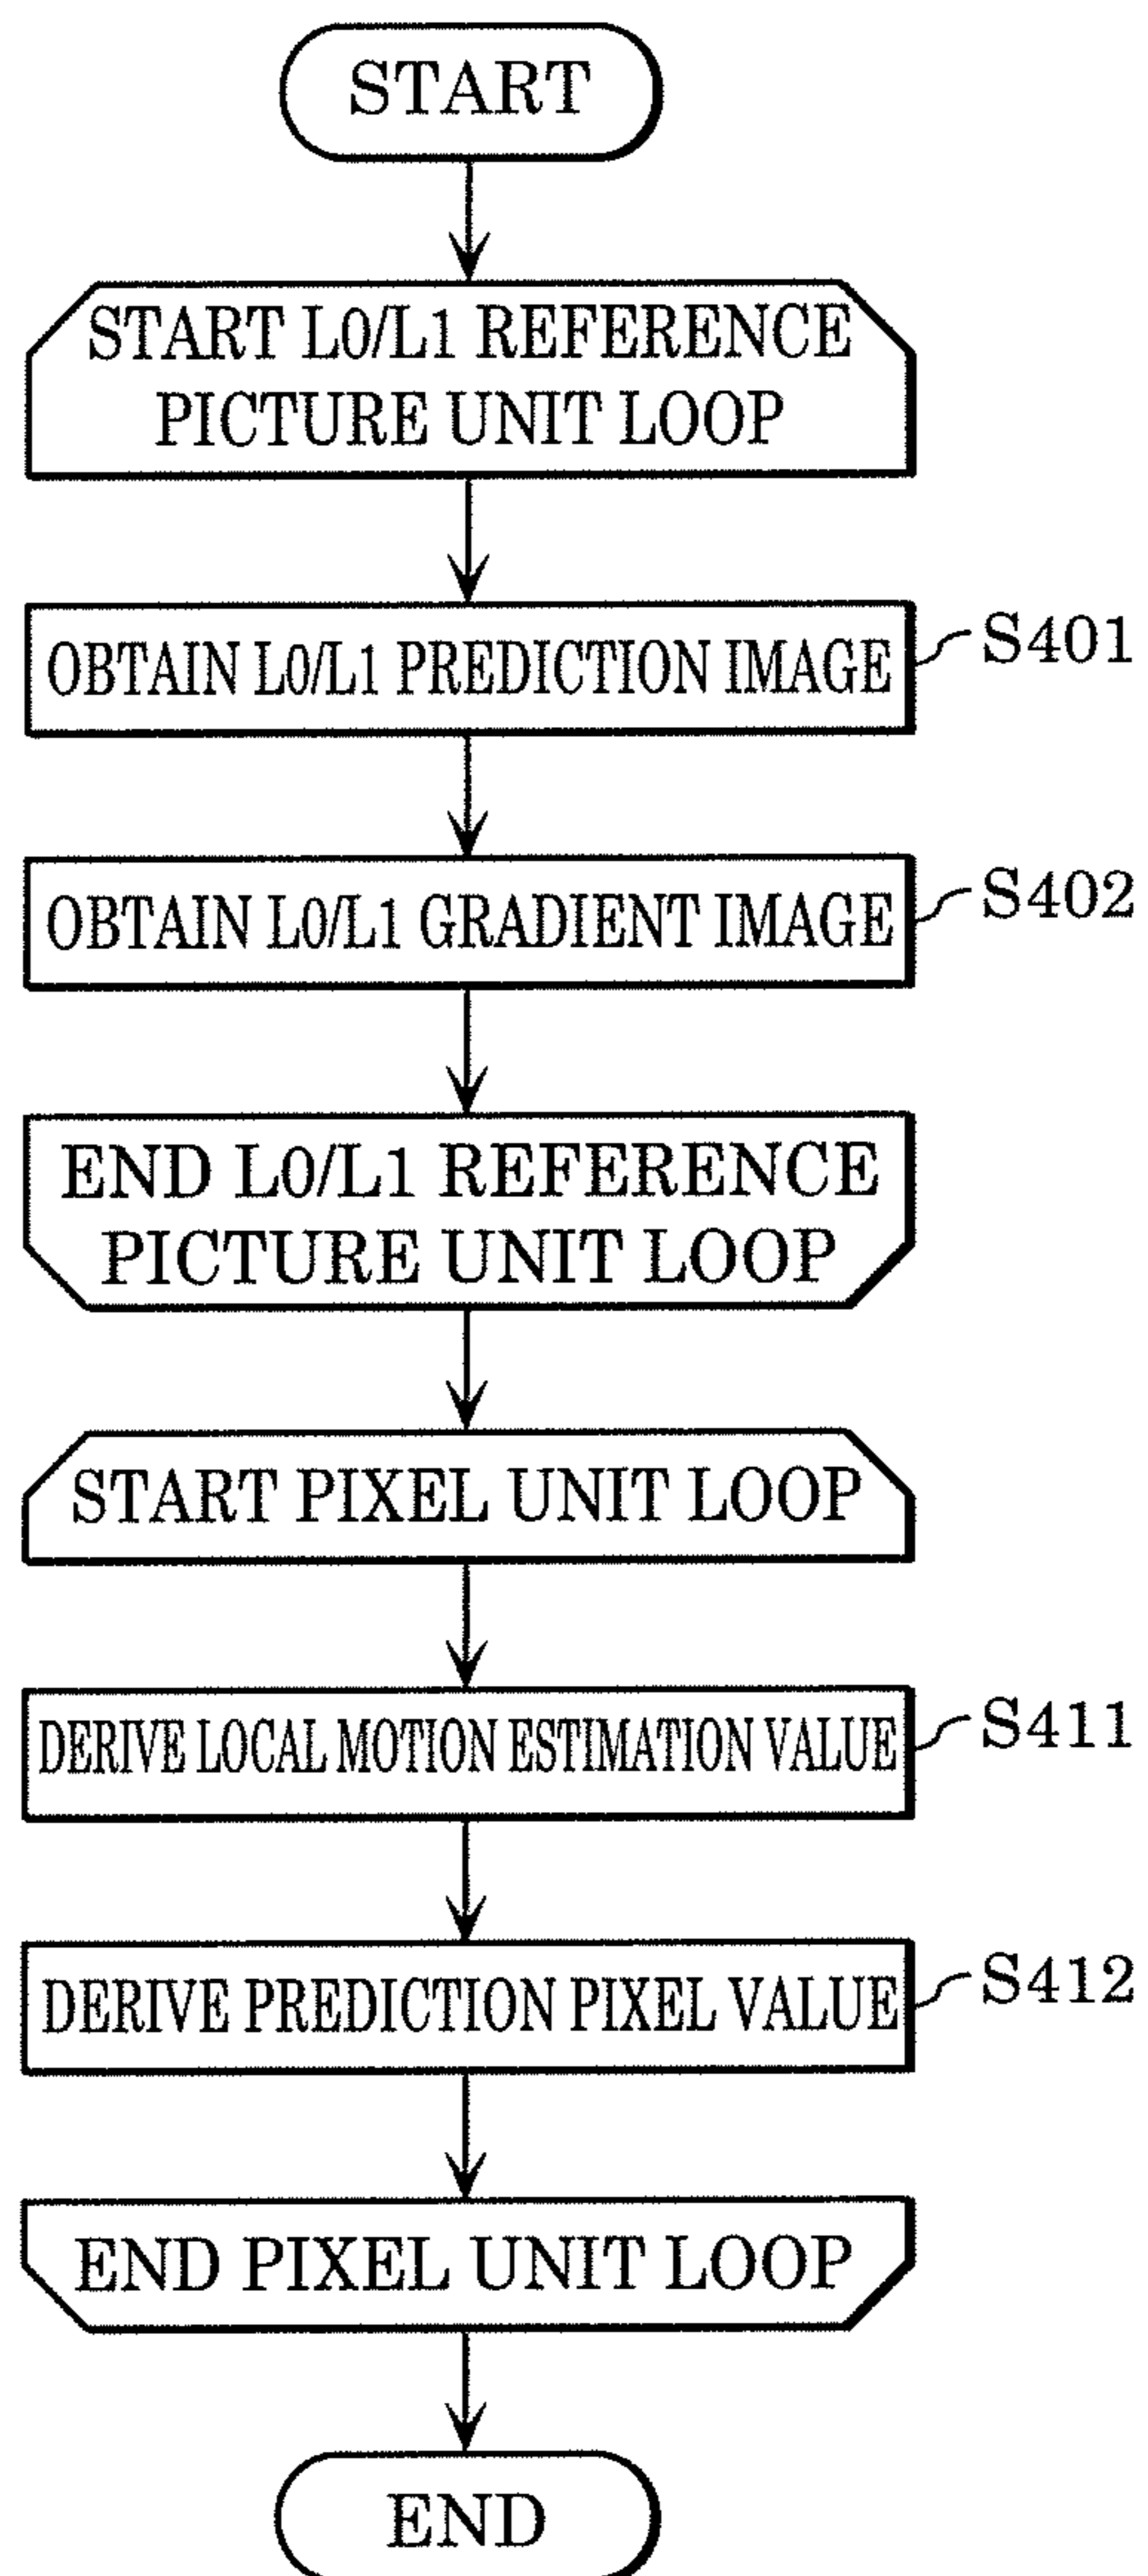 START
START L0/L1 REFERENCE
PICTURE UNIT LOOP
OBTAIN L0/L1 PREDICTION IMAGE
S401
OBTAIN L0/L1 GRADIENT IMAGE
S402
END L0/L1 REFERENCE
PICTURE UNIT LOOP
START PIXEL UNIT LOOP
DERIVE LOCAL MOTION ESTIMATION VALUE
S411
DERIVE PREDICTION PIXEL VALUE
S412
END PIXEL UNIT LOOP
END